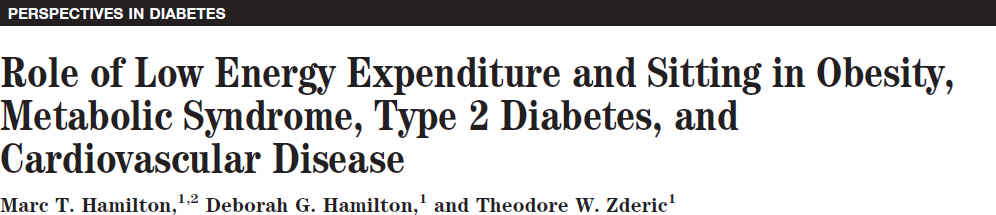 PERSPECTIVES IN DIABETES
Role of Low Energy Expenditure and Sitting in Obesity,
Metabolic Syndrome, Type 2 Diabetes, and
Cardiovascular Disease
Marc T. Hamilton,1,2 Deborah G. Hamilton,1 and Theodore W. Zderic1